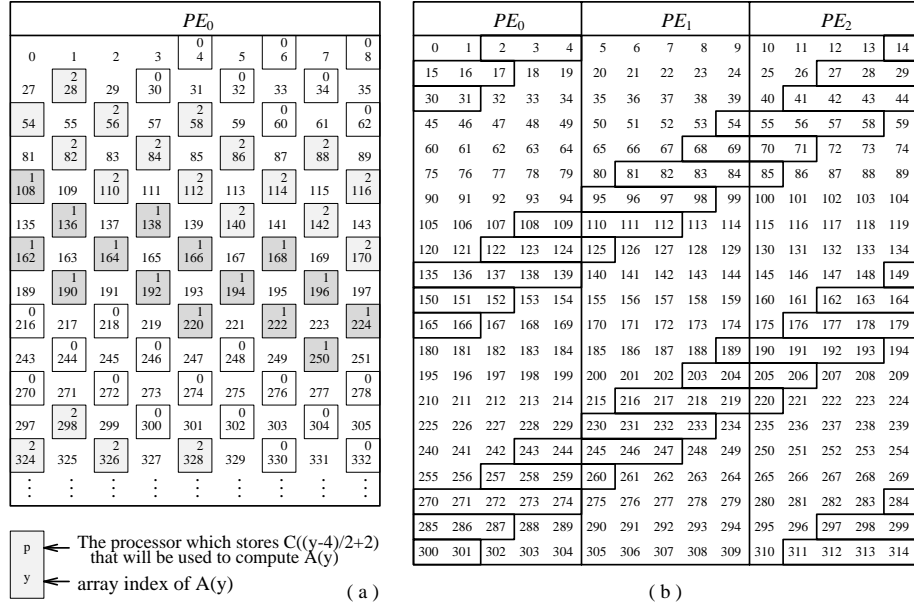 PE0
0 0 0
0 1 2 3 4 5 6 7 8
2 0 0 0
27 28 29 30 31 32 33 34 35
2 2 0 0
54 55 56 57 58 59 60 61 62
2 2 2 2
81 82 83 84 85 86 87 88 89
1 2 2 2 2
108 109 110 111 112 113 114 115 116
1 1 2 2
135 136 137 138 139 140 141 142 143
1 1 1 1 2
162 163 164 165 166 167 168 169 170
1 1 1 1
189 190 191 192 193 194 195 196 197
0 0 1 1 1
216 217 218 219 220 221 222 223 224
0 0 0 1
243 244 245 246 247 248 249 250 251
0 0 0 0 0
270 271 272 273 274 275 276 277 278
2 0 0 0
297 298 299 300 301 302 303 304 305
2 2 2 0 0
324 325 326 327 328 329 330 331 332
⋮ ⋮ ⋮ ⋮ ⋮ ⋮ ⋮ ⋮ ⋮
p The processor which stores C((y-4)/2+2)
that will be used to compute A(y)
y array index of A(y)
( a )
PE0 PE1 PE2
0 1 2 3 4 5 6 7 8 9 10 11 12 13 14
15 16 17 18 19 20 21 22 23 24 25 26 27 28 29
30 31 32 33 34 35 36 37 38 39 40 41 42 43 44
45 46 47 48 49 50 51 52 53 54 55 56 57 58 59
60 61 62 63 64 65 66 67 68 69 70 71 72 73 74
75 76 77 78 79 80 81 82 83 84 85 86 87 88 89
90 91 92 93 94 95 96 97 98 99 100 101 102 103 104
105 106 107 108 109 110 111 112 113 114 115 116 117 118 119
120 121 122 123 124 125 126 127 128 129 130 131 132 133 134
135 136 137 138 139 140 141 142 143 144 145 146 147 148 149
150 151 152 153 154 155 156 157 158 159 160 161 162 163 164
165 166 167 168 169 170 171 172 173 174 175 176 177 178 179
180 181 182 183 184 185 186 187 188 189 190 191 192 193 194
195 196 197 198 199 200 201 202 203 204 205 206 207 208 209
210 211 212 213 214 215 216 217 218 219 220 221 222 223 224
225 226 227 228 229 230 231 232 233 234 235 236 237 238 239
240 241 242 243 244 245 246 247 248 249 250 251 252 253 254
255 256 257 258 259 260 261 262 263 264 265 266 267 268 269
270 271 272 273 274 275 276 277 278 279 280 281 282 283 284
285 286 287 288 289 290 291 292 293 294 295 296 297 298 299
300 301 302 303 304 305 306 307 308 309 310 311 312 313 314
( b )